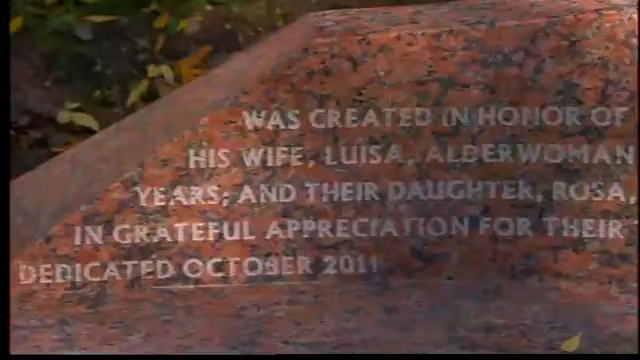 WAS CREATED IN HONOR OF
HIS WIFE, LUISA, ALDERWOMAN
YEARS; AND THEIR DAUGHTER, ROSA,
IN GRATEFUL APPRECIATION FOR THEIR
DEDICATED OCTOBER 2011